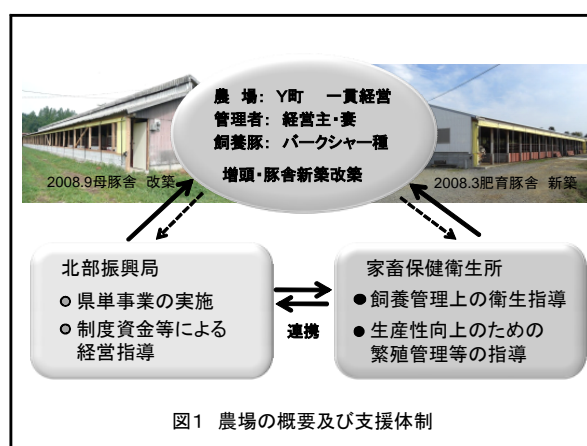 農　場：　Y町　　一貫経営
管理者：　経営主・妻
飼養豚：　バークシャー種
増頭・豚舎新築改築
2008.9母豚舎　改築
2008.3肥育豚舎　新築
北部振興局
県単事業の実施
制度資金等による
経営指導
連携
家畜保健衛生所
飼養管理上の衛生指導
生産性向上のための
繁殖管理等の指導
図1　農場の概要及び支援体制